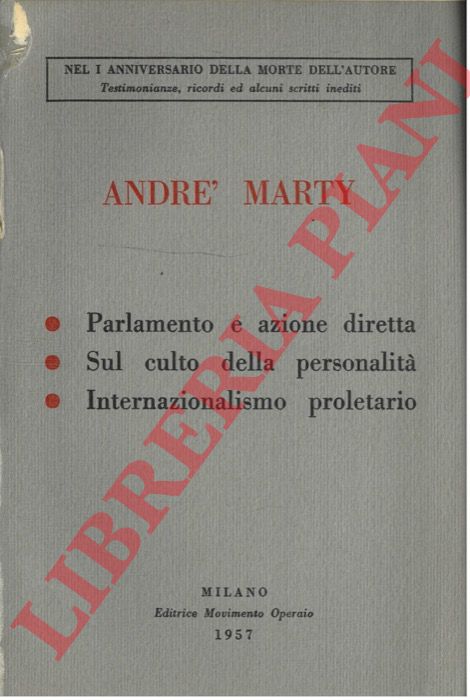 NEL I ANNIVERSARIO DELLA MORTE DELL'AUTORE
Testimonianze, ricordi ed alcuni scritti inediti
ANDRE' MARTY
● Parlamento e azione diretta
● Sul culto della personalità
● Internazionalismo proletario
MILANO
Editrice Movimento Operaio
1957
LIBRERIA PIANI